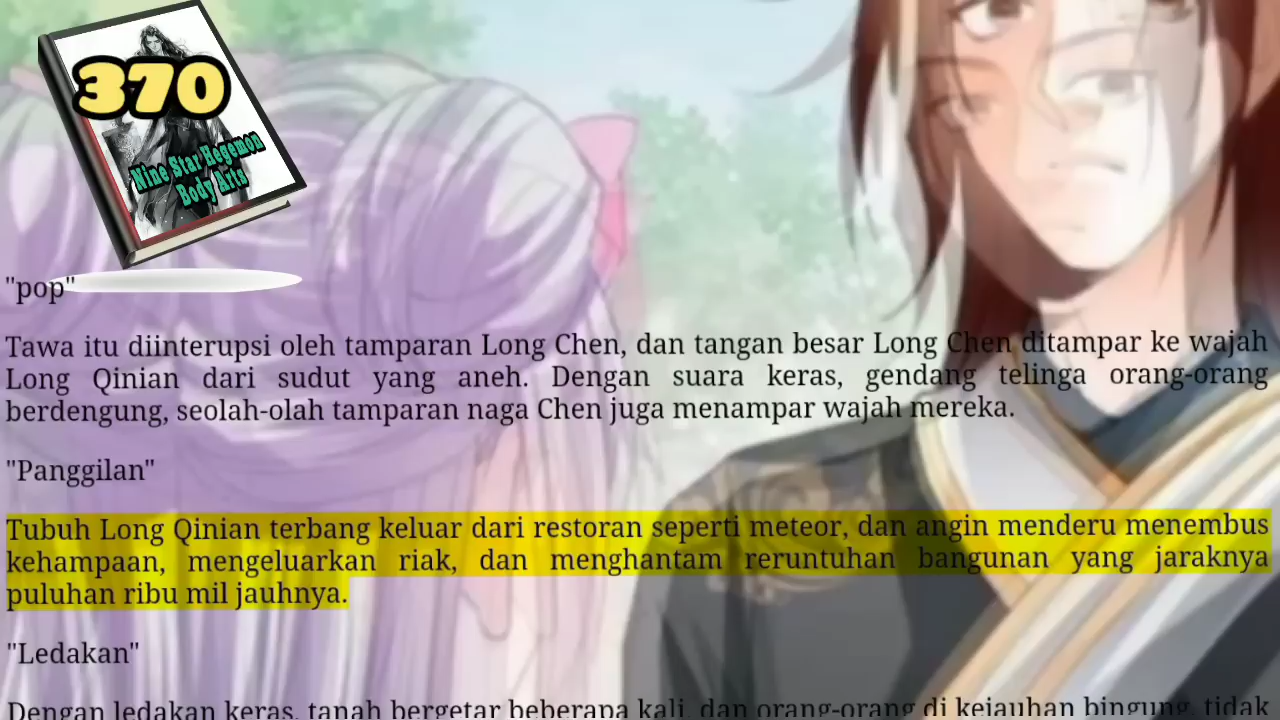 370
Nine Star Hegemon
Body Arts
"pop"
Tawa itu diinterupsi oleh tamparan Long Chen, dan tangan besar Long Chen ditampar ke wajah
Long Qinian dari sudut yang aneh. Dengan suara keras, gendang telinga orang-orang
berdengung, seolah-olah tamparan naga Chen juga menampar wajah mereka.
"Panggilan"
Tubuh Long Qinian terbang keluar dari restoran seperti meteor, dan angin menderu menembus
kehampaan, mengeluarkan riak, dan menghantam reruntuhan bangunan yang jaraknya
puluhan ribu mil jauhnya.
"Ledakan"
Dengan ledakan keras, tanah bergetar beberapa kali, dan orang-orang di kejauhan bingung, tidak